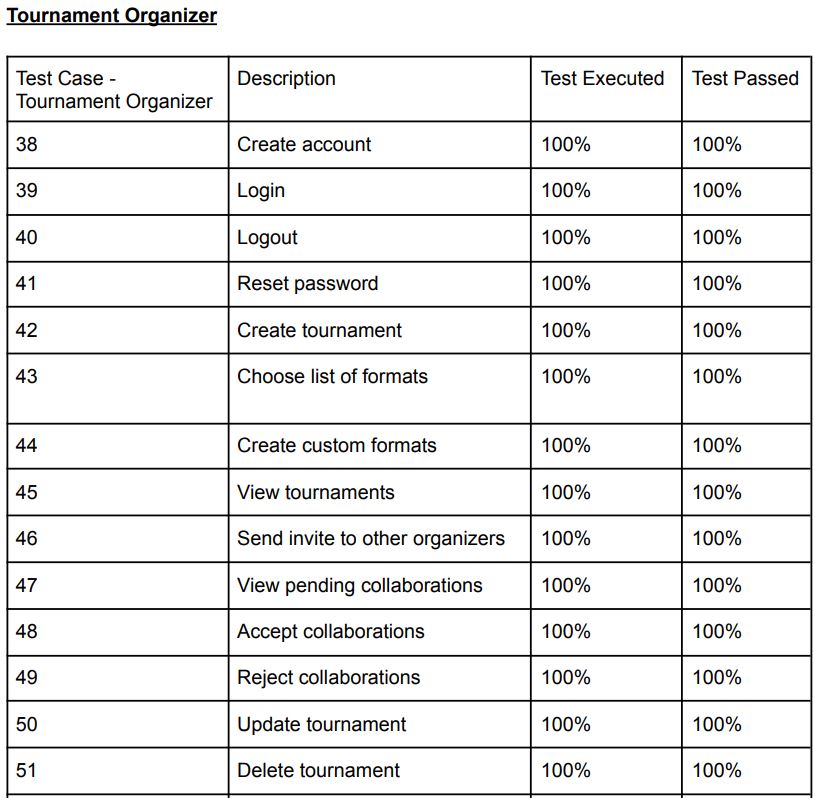 Tournament Organizer
Test Case - Description Test Executed Test Passed
Tournament Organizer
38 Create account 100% 100%
39 Login 100% 100%
40 Logout 100% 100%
41 Reset password 100% 100%
42 Create tournament 100% 100%
43 Choose list of formats 100% 100%
44 Create custom formats 100% 100%
45 View tournaments 100% 100%
46 Send invite to other organizers 100% 100%
47 View pending collaborations 100% 100%
48 Accept collaborations 100% 100%
49 Reject collaborations 100% 100%
50 Update tournament 100% 100%
51 Delete tournament 100% 100%